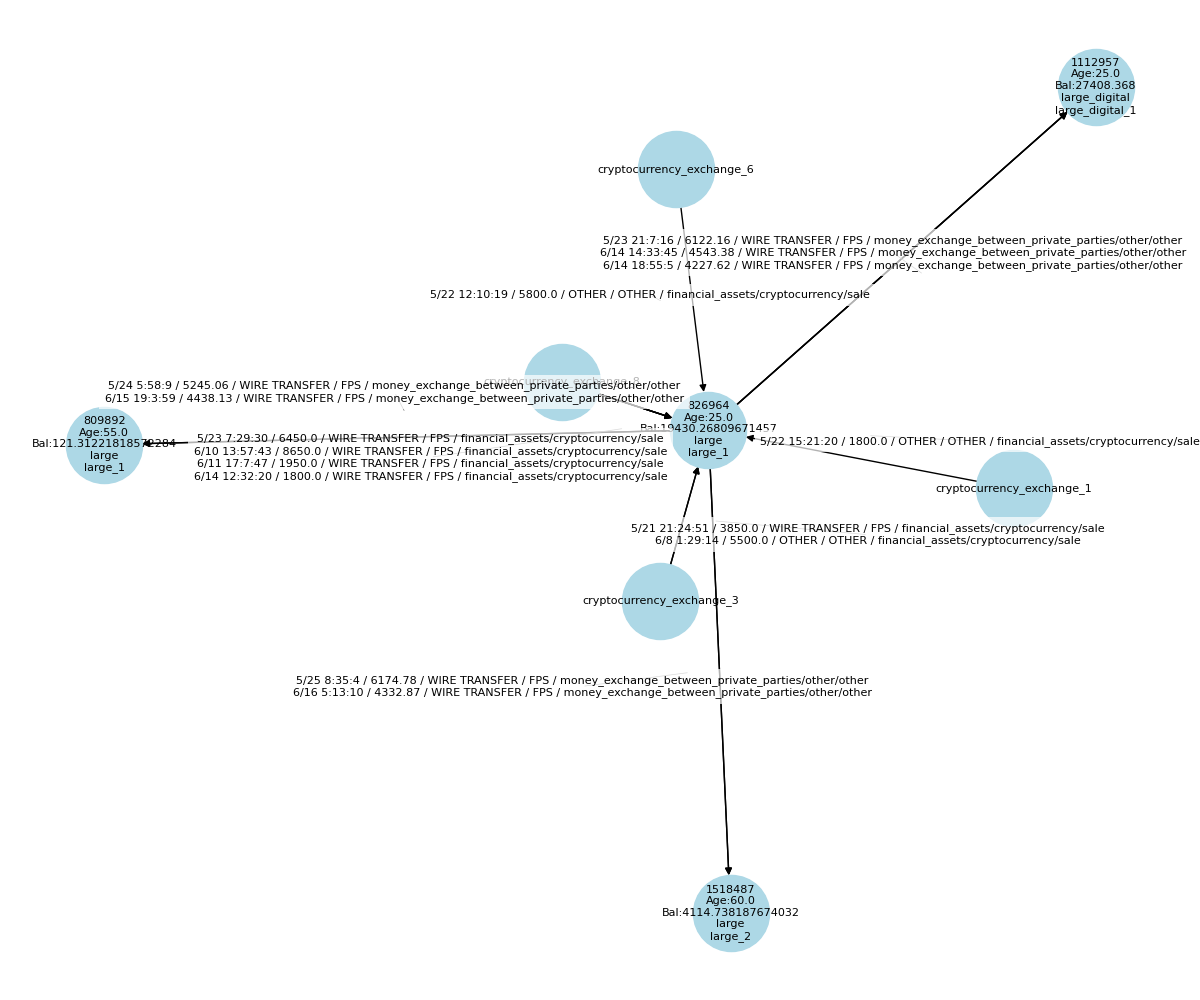 1112957
Age:25.0
Bal:27408.368
large_digital
large_digital_1
cryptocurrency_exchange_6
5/23 21:7:16 / 6122.16 / WIRE TRANSFER / FPS / money_exchange_between_private_parties/other/other
6/14 14:33:45 / 4543.38 / WIRE TRANSFER / FPS / money_exchange_between_private_parties/other/other
6/14 18:55:5 / 4227.62 / WIRE TRANSFER / FPS / money_exchange_between_private_parties/other/other
5/22 12:10:19 / 5800.0 / OTHER / OTHER / financial_assets/cryptocurrency/sale
cryptocurrency_exchange_8
5/24 5:58:9 / 5245.06 / WIRE TRANSFER / FPS / money_exchange_between_private_parties/other/other
6/15 19:3:59 / 4438.13 / WIRE TRANSFER / FPS / money_exchange_between_private_parties/other/other
826964
Age:25.0
Bal:19430.26809671457
large
large_1
809892
Age:55.0
Bal:121.31221818572284
large
large_1
5/23 7:29:30 / 6450.0 / WIRE TRANSFER / FPS / financial_assets/cryptocurrency/sale
6/10 13:57:43 / 8650.0 / WIRE TRANSFER / FPS / financial_assets/cryptocurrency/sale
6/11 17:7:47 / 1950.0 / WIRE TRANSFER / FPS / financial_assets/cryptocurrency/sale
6/14 12:32:20 / 1800.0 / WIRE TRANSFER / FPS / financial_assets/cryptocurrency/sale
5/22 15:21:20 / 1800.0 / OTHER / OTHER / financial_assets/cryptocurrency/sale
cryptocurrency_exchange_1
5/21 21:24:51 / 3850.0 / WIRE TRANSFER / FPS / financial_assets/cryptocurrency/sale
6/8 1:29:14 / 5500.0 / OTHER / OTHER / financial_assets/cryptocurrency/sale
cryptocurrency_exchange_3
5/25 8:35:4 / 6174.78 / WIRE TRANSFER / FPS / money_exchange_between_private_parties/other/other
6/16 5:13:10 / 4332.87 / WIRE TRANSFER / FPS / money_exchange_between_private_parties/other/other
1518487
Age:60.0
Bal:4114.738187674032
large
large_2